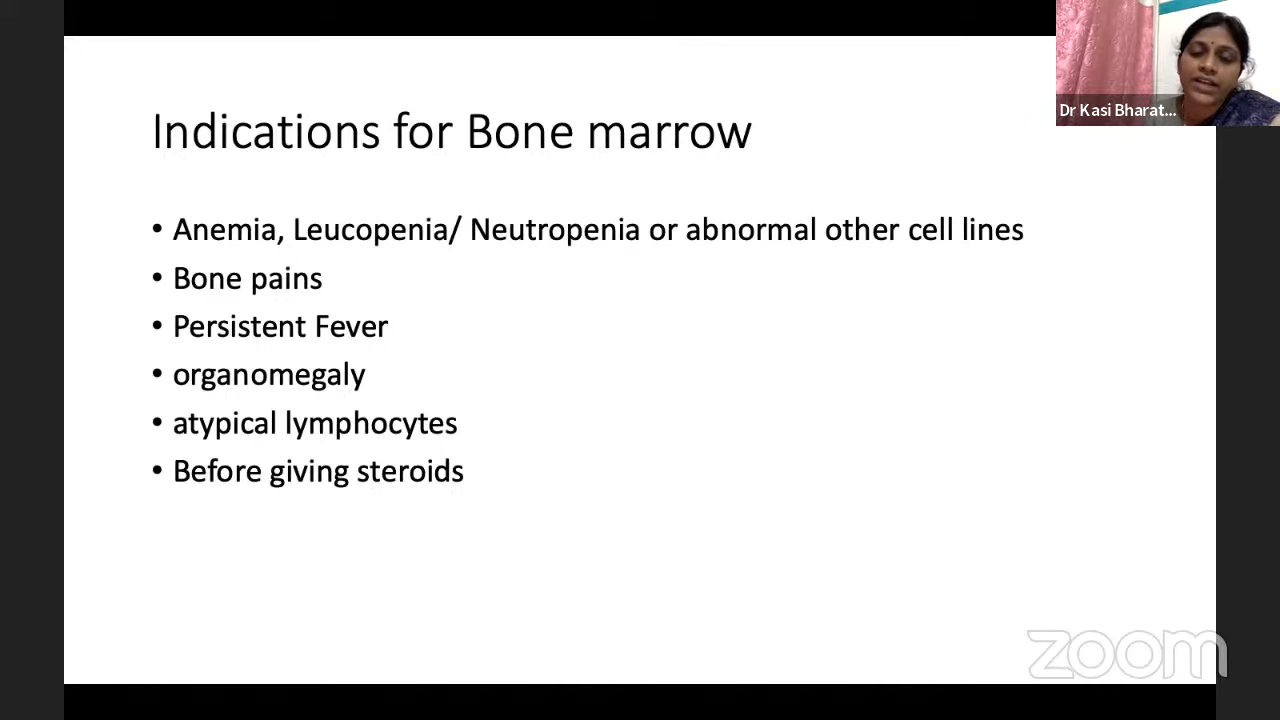 Dr Kasi Bharat...
Indications for Bone marrow
• Anemia, Leucopenia/ Neutropenia or abnormal other cell lines
• Bone pains
• Persistent Fever
• organomegaly
• atypical lymphocytes
• Before giving steroids
zoom